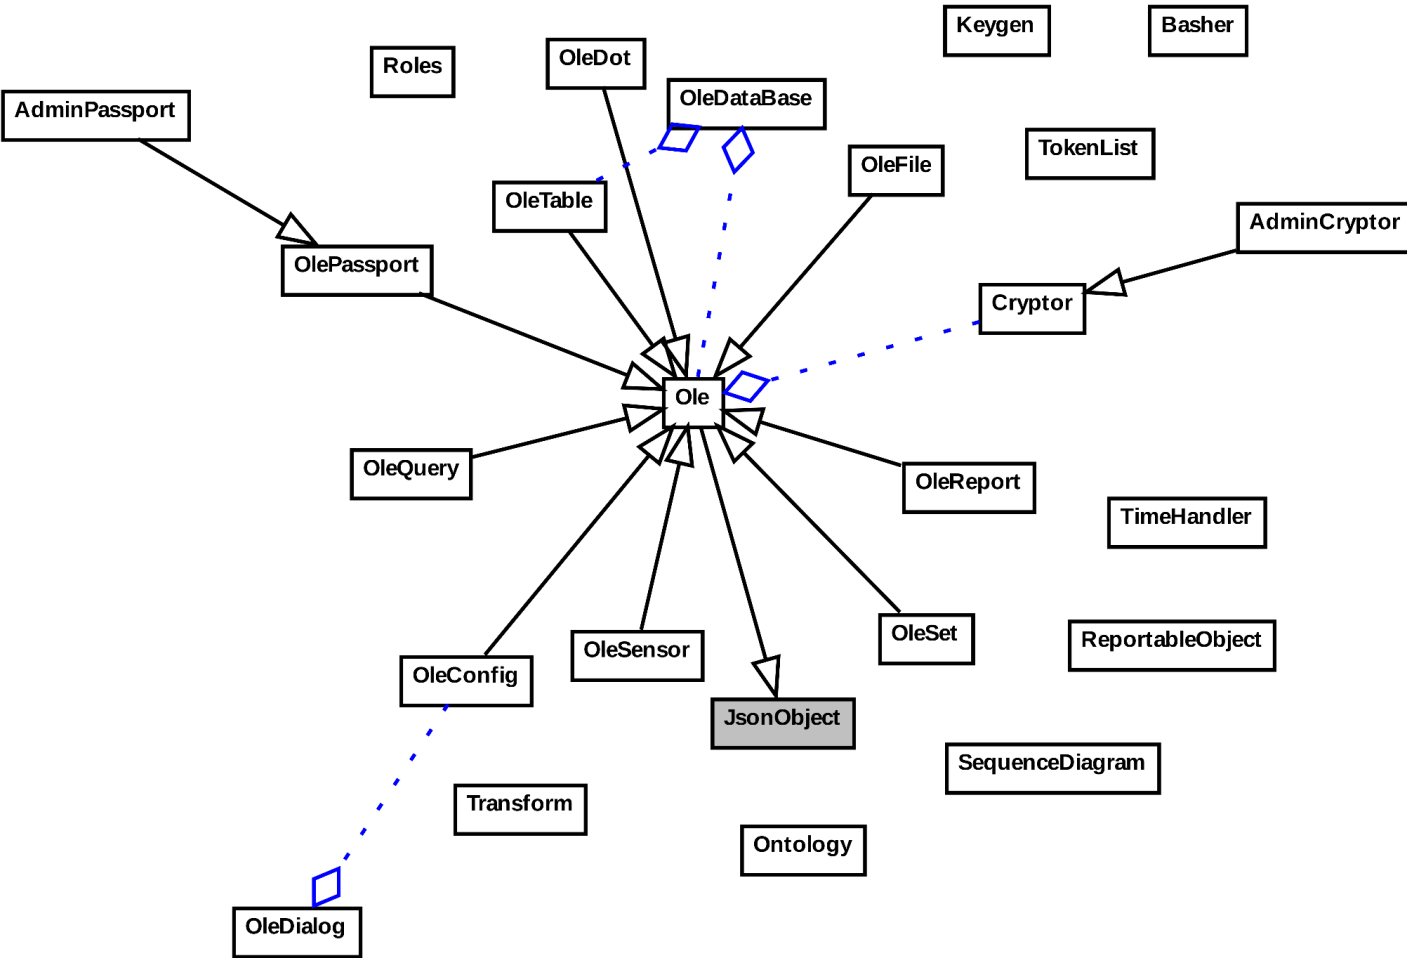 Keygen
Basher
OleDot
Roles
OleDataBase
AdminPassport
TokenList
OleFile
OleTable
AdminCryptor
OlePassport
Cryptor
Ole
OleQuery
OleReport
TimeHandler
OleSet
ReportableObject
OleSensor
OleConfig
JsonObject
SequenceDiagram
Transform
Ontology
OleDialog